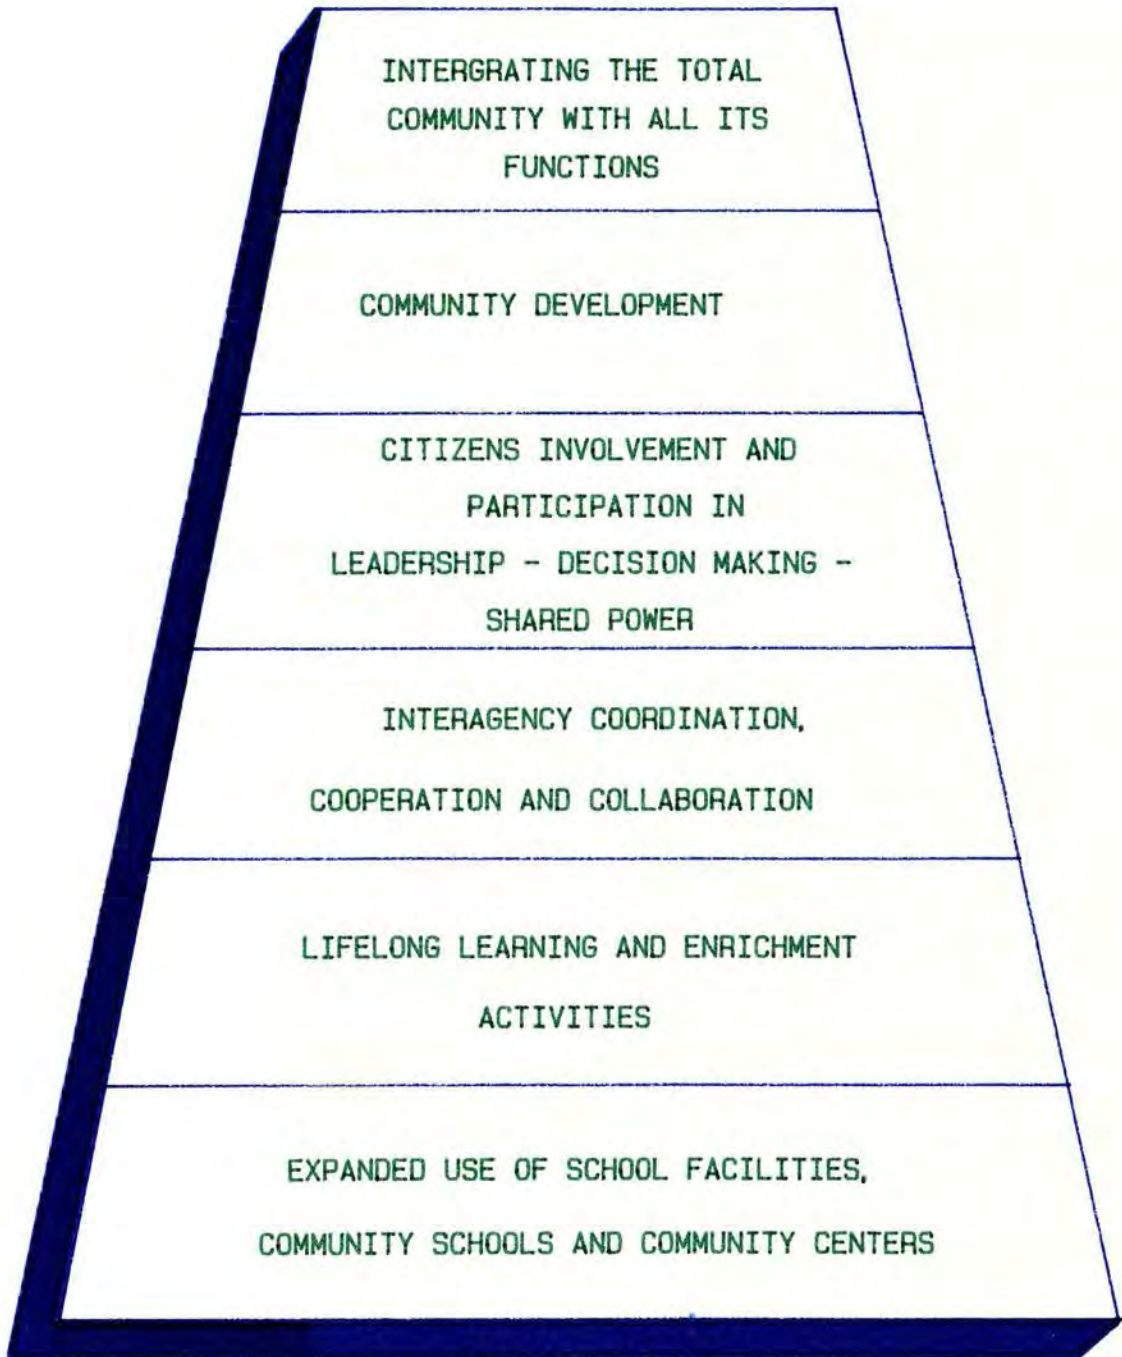 INTERGRATING THE TOTAL
COMMUNITY WITH ALL ITS
FUNCTIONS
COMMUNITY DEVELOPMENT
CITIZENS INVOLVEMENT AND
PARTICIPATION IN
LEADERSHIP - DECISION MAKING -
SHARED POWER
INTERAGENCY COORDINATION,
COOPERATION AND COLLABORATION
LIFELONG LEARNING AND ENRICHMENT
ACTIVITIES
EXPANDED USE OF SCHOOL FACILITIES,
COMMUNITY SCHOOLS AND COMMUNITY CENTERS